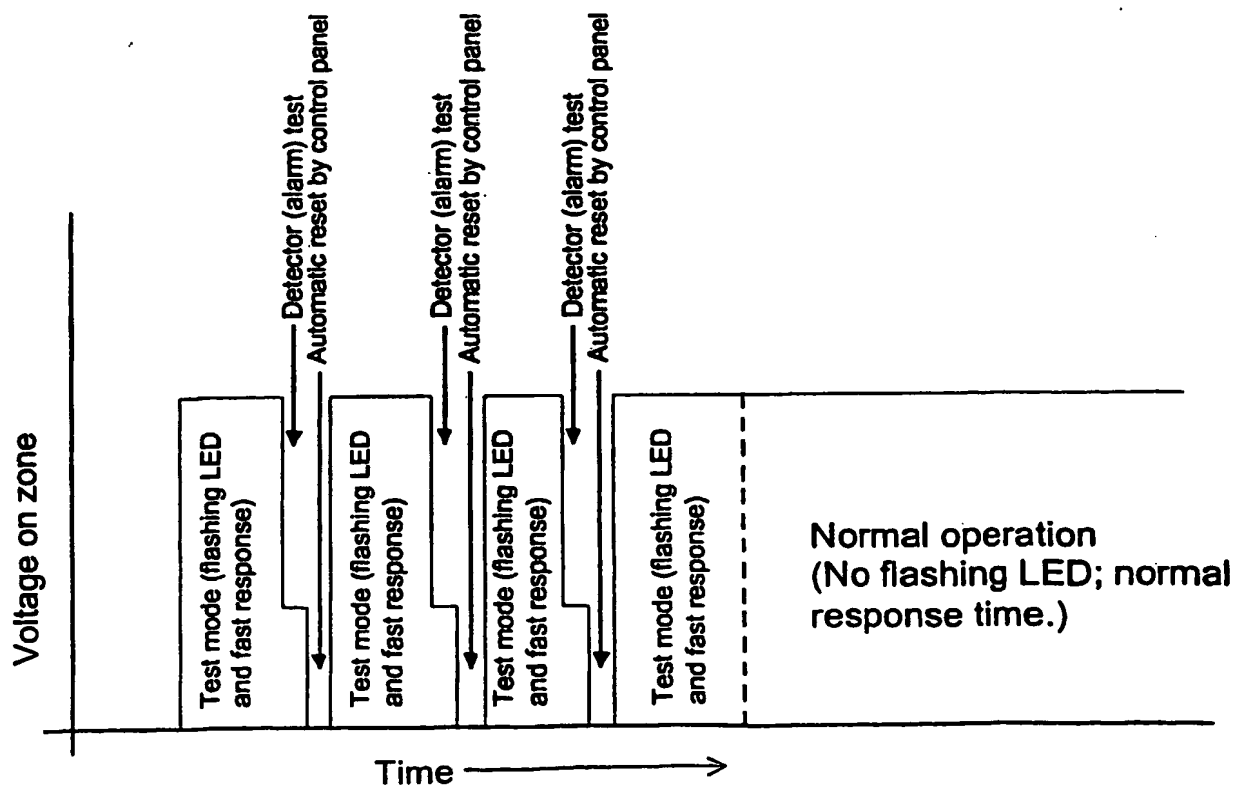 Voltage on zone
Test mode (flashing LED
and fast response)
Detector (alarm) test
Automatic reset by control panel
Test mode (flashing LED
and fast response)
Detector (alarm) test
Automatic reset by control panel
Test mode (flashing LED
and fast response)
Detector (alarm) test
Automatic reset by control panel
Test mode (flashing LED
and fast response)
Normal operation
(No flashing LED; normal
response time.)
Time